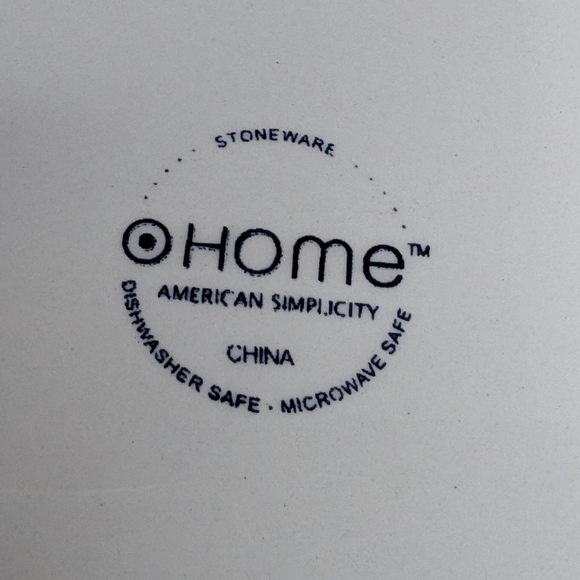 STONEWARE
HOME™
AMERICAN SIMPLICITY
CHINA
DISHWASHER SAFE · MICROWAVE SAFE